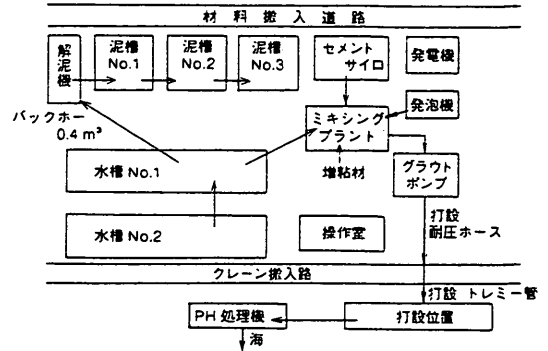 材料搬入道路
解泥機
泥槽 No.1
泥槽 No.2
泥槽 No.3
セメントサイロ
発電機
発泡機
バックホー
0.4 m³
ミキシング
プラント
増粘材
グラウト
ポンプ
水槽 No.1
水槽 No.2
操作室
打設
耐圧ホース
クレーン搬入路
打設 トレミー管
PH 処理機
打設位置
海